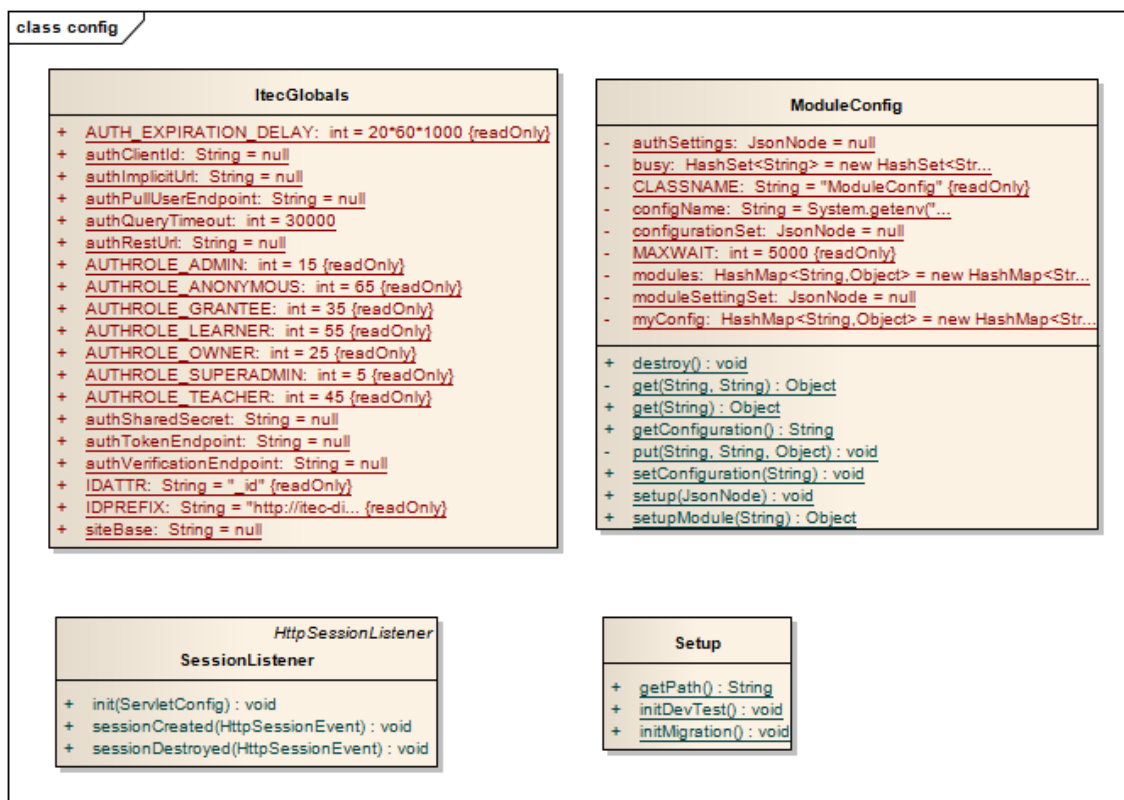 class config
ItecGlobals
+ AUTH_EXPIRATION_DELAY: int = 20*60*1000 {readOnly}
+ authClientId: String = null
+ authImplicitUrl: String = null
+ authPullUserEndpoint: String = null
+ authQueryTimeout: int = 30000
+ authRestUrl: String = null
+ AUTHROLE_ADMIN: int = 15 {readOnly}
+ AUTHROLE_ANONYMOUS: int = 65 {readOnly}
+ AUTHROLE_GRANTEE: int = 35 {readOnly}
+ AUTHROLE_LEARNER: int = 55 {readOnly}
+ AUTHROLE_OWNER: int = 25 {readOnly}
+ AUTHROLE_SUPERADMIN: int = 5 {readOnly}
+ AUTHROLE_TEACHER: int = 45 {readOnly}
+ authSharedSecret: String = null
+ authTokenEndpoint: String = null
+ authVerificationEndpoint: String = null
+ IDATTR: String = "_id" {readOnly}
+ IDPREFIX: String = "http://itec-di... {readOnly}
+ siteBase: String = null
ModuleConfig
- authSettings: JsonNode = null
- busy: HashSet<String> = new HashSet<Str...
- CLASSNAME: String = "ModuleConfig" {readOnly}
- configName: String = System.getenv("...
- configurationSet: JsonNode = null
- MAXWAIT: int = 5000 {readOnly}
- modules: HashMap<String,Object> = new HashMap<Str...
- moduleSettingSet: JsonNode = null
- myConfig: HashMap<String,Object> = new HashMap<Str...
+ destroy() : void
- get(String, String) : Object
+ get(String) : Object
+ getConfiguration() : String
- put(String, String, Object) : void
+ setConfiguration(String) : void
+ setup(JsonNode) : void
+ setupModule(String) : Object
HttpSessionListener
SessionListener
+ init(ServletConfig) : void
+ sessionCreated(HttpSessionEvent) : void
+ sessionDestroyed(HttpSessionEvent) : void
Setup
+ getPath() : String
+ initDevTest() : void
+ initMigration() : void